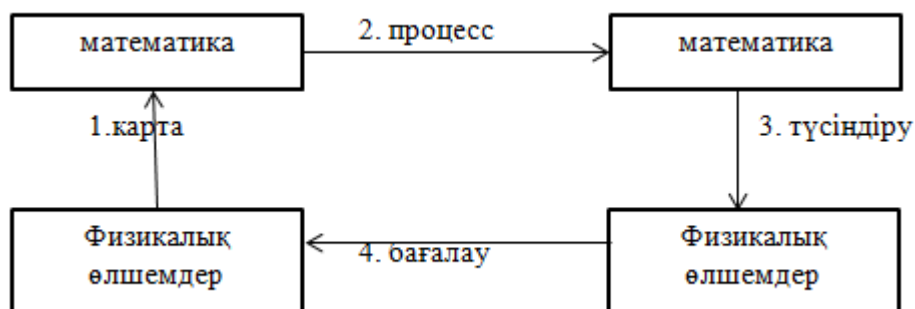 математика
2. процесс
математика
1.карта
3. түсіндіру
Физикалық
өлшемдер
4. бағалау
Физикалық
өлшемдер